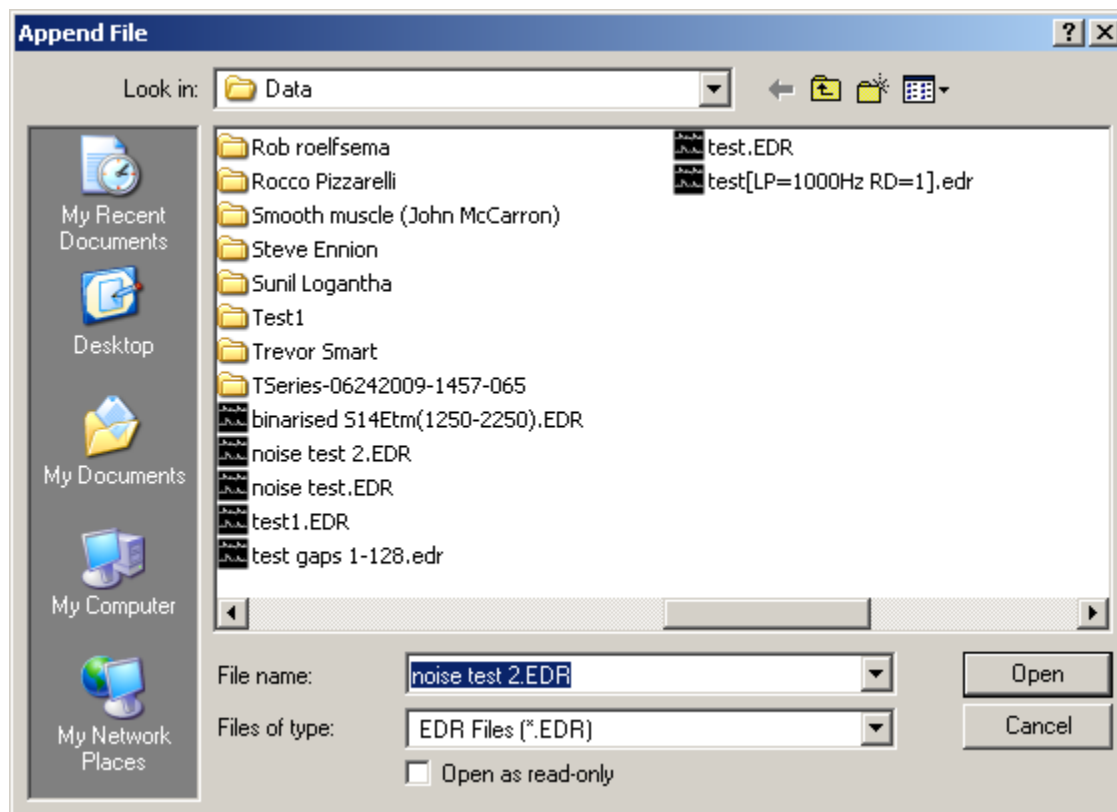 Append File
Look in:
Data
My Recent
Documents
Desktop
My Documents
My Computer
My Network
Places
Rob roelfsema
Rocco Pizzarelli
Smooth muscle (John McCarron)
Steve Ennion
Sunil Logantha
Test1
Trevor Smart
TSeries-06242009-1457-065
binarised S14Etm(1250-2250).EDR
noise test 2.EDR
noise test.EDR
test1.EDR
test gaps 1-128.edr
test.EDR
test[LP=1000Hz RD=1].edr
File name:
noise test 2.EDR
Open
Files of type:
EDR Files (*.EDR)
Cancel
Open as read-only